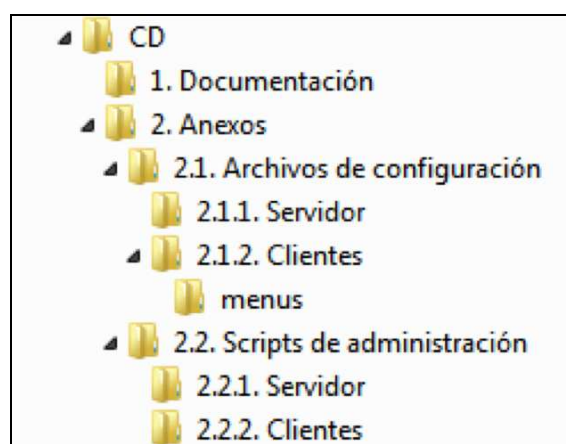 CD
1. Documentación
2. Anexos
2.1. Archivos de configuración
2.1.1. Servidor
2.1.2. Clientes
menus
2.2. Scripts de administración
2.2.1. Servidor
2.2.2. Clientes